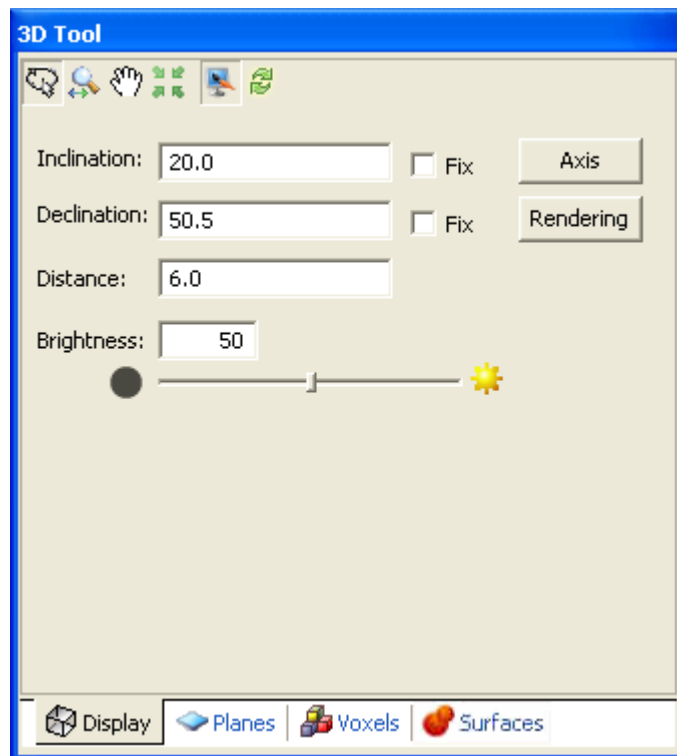 3D Tool
Inclination: 20.0 Fix Axis
Declination: 50.5 Fix Rendering
Distance: 6.0
Brightness: 50
Display Planes Voxels Surfaces